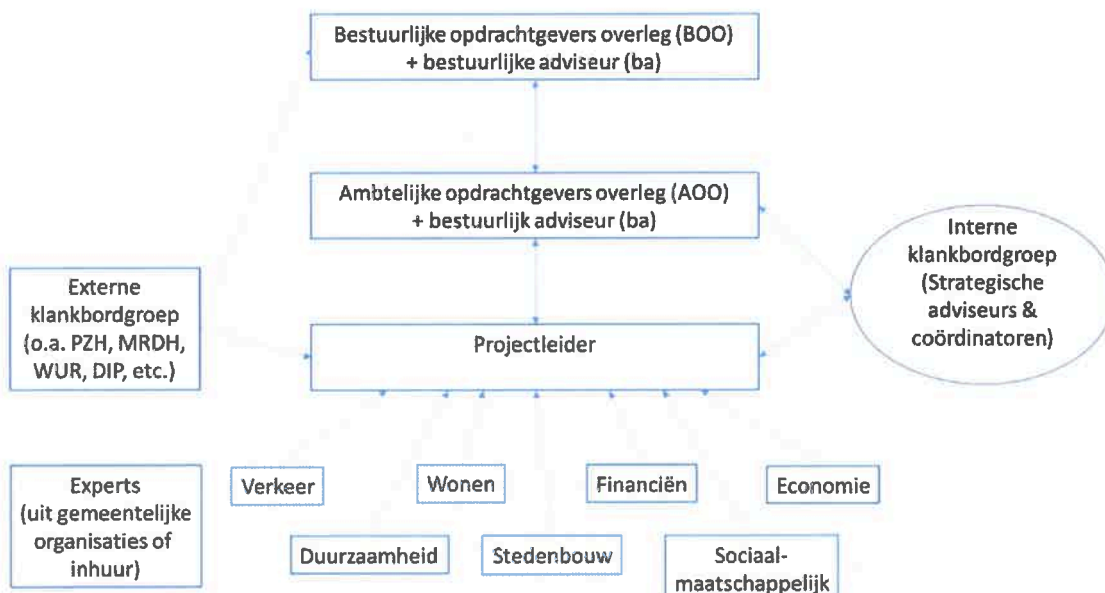 Bestuurlijke opdrachtgevers overleg (BOO)
+ bestuurlijke adviseur (ba)
Ambtelijke opdrachtgevers overleg (AOO)
+ bestuurlijk adviseur (ba)
Interne
klankbordgroep
(Strategische
adviseurs &
coördinatoren)
Externe
klankbordgroep
(o.a. PZH, MRDH,
WUR, DIP, etc.)
Projectleider
Experts
(uit gemeentelijke
organisaties of
inhuur)
Verkeer
Wonen
Financiën
Economie
Duurzaamheid
Stedenbouw
Sociaal-
maatschappelijk